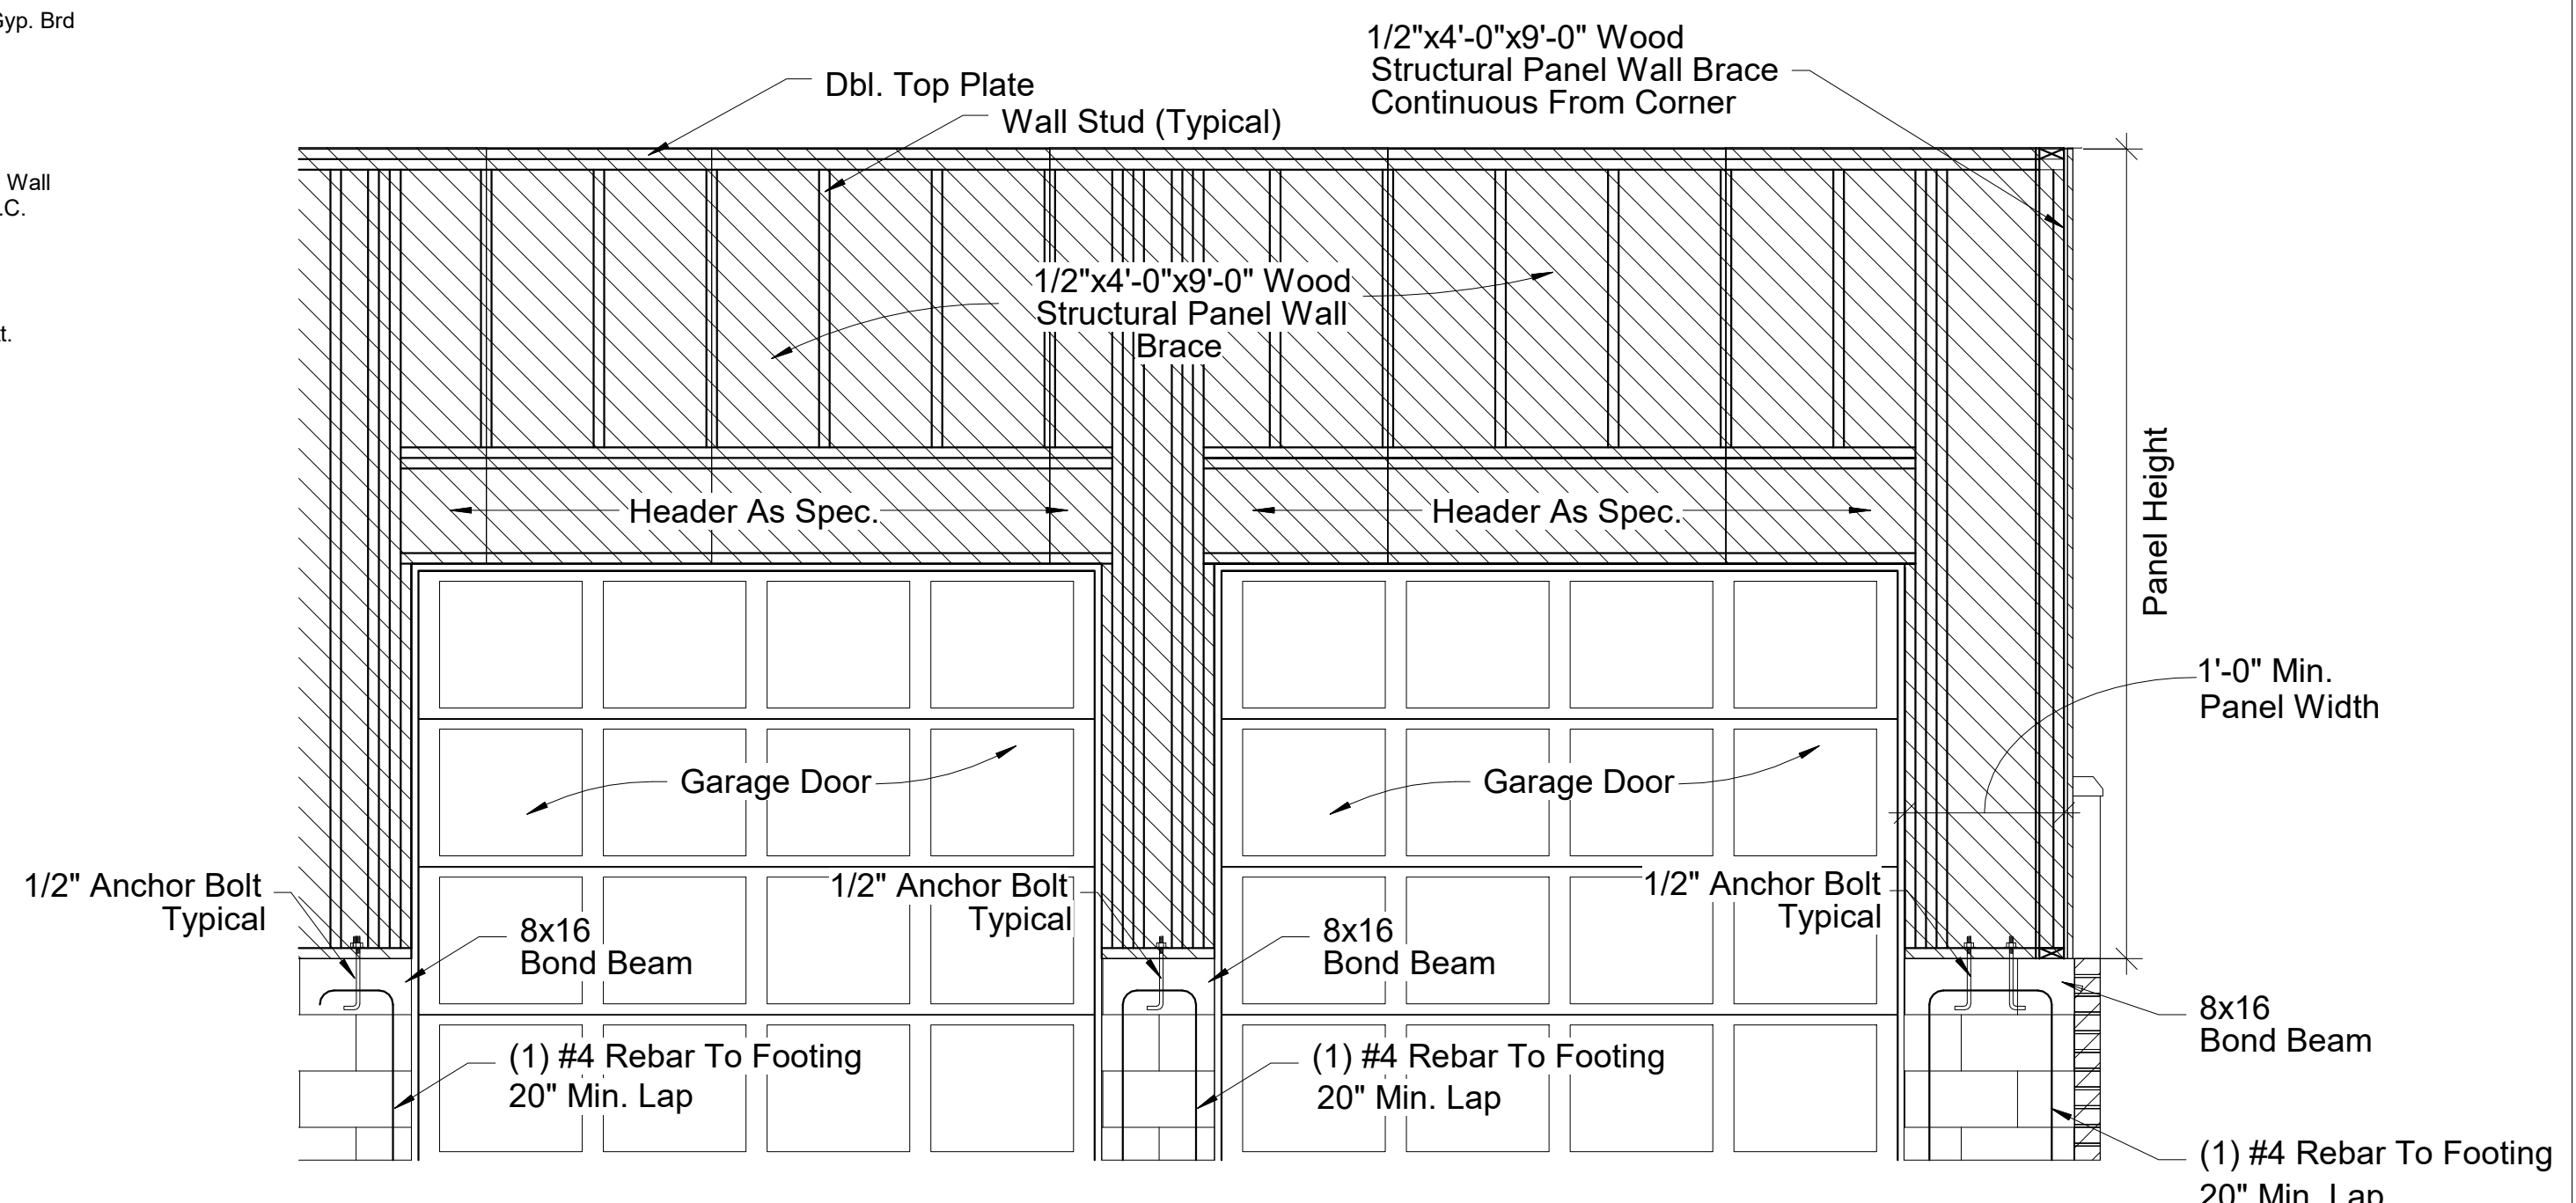 Gyp. Brd
Wall
.C.
t.
1/2"x4'-0"x9'-0" Wood
Structural Panel Wall Brace
Continuous From Corner
Dbl. Top Plate
Wall Stud (Typical)
1/2"x4'-0"x9'-0" Wood
Structural Panel Wall
Brace
Header As Spec.
Header As Spec.
Panel Height
1'-0" Min.
Panel Width
Garage Door
Garage Door
1/2" Anchor Bolt
Typical
1/2" Anchor Bolt
Typical
1/2" Anchor Bolt
Typical
8x16
Bond Beam
8x16
Bond Beam
8x16
Bond Beam
(1) #4 Rebar To Footing
20" Min. Lap
(1) #4 Rebar To Footing
20" Min. Lap
(1) #4 Rebar To Footing
20" Min. Lap